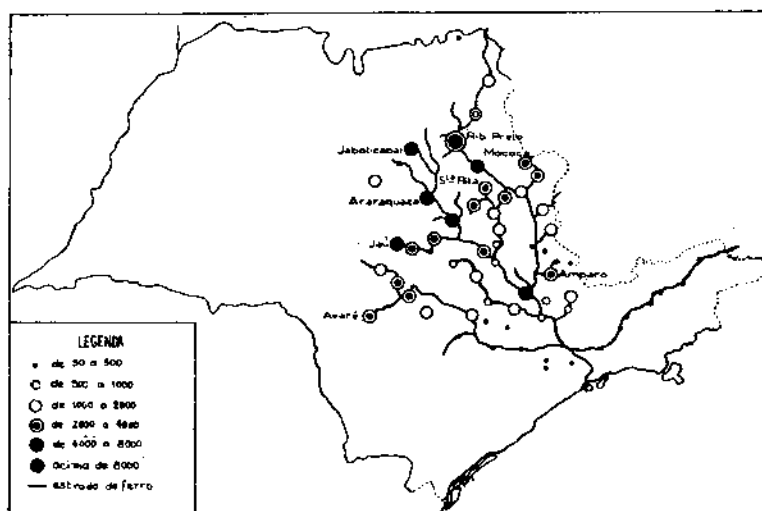 Rib. Preto
Mococa
Jaboticabal
Sta Rita
Araraquara
Jaú
Amparo
Avaré
LEGENDA
de 50 a 500
de 500 a 1000
de 1000 a 2000
de 2000 a 4000
de 4000 a 8000
acima de 8000
estrada de ferro